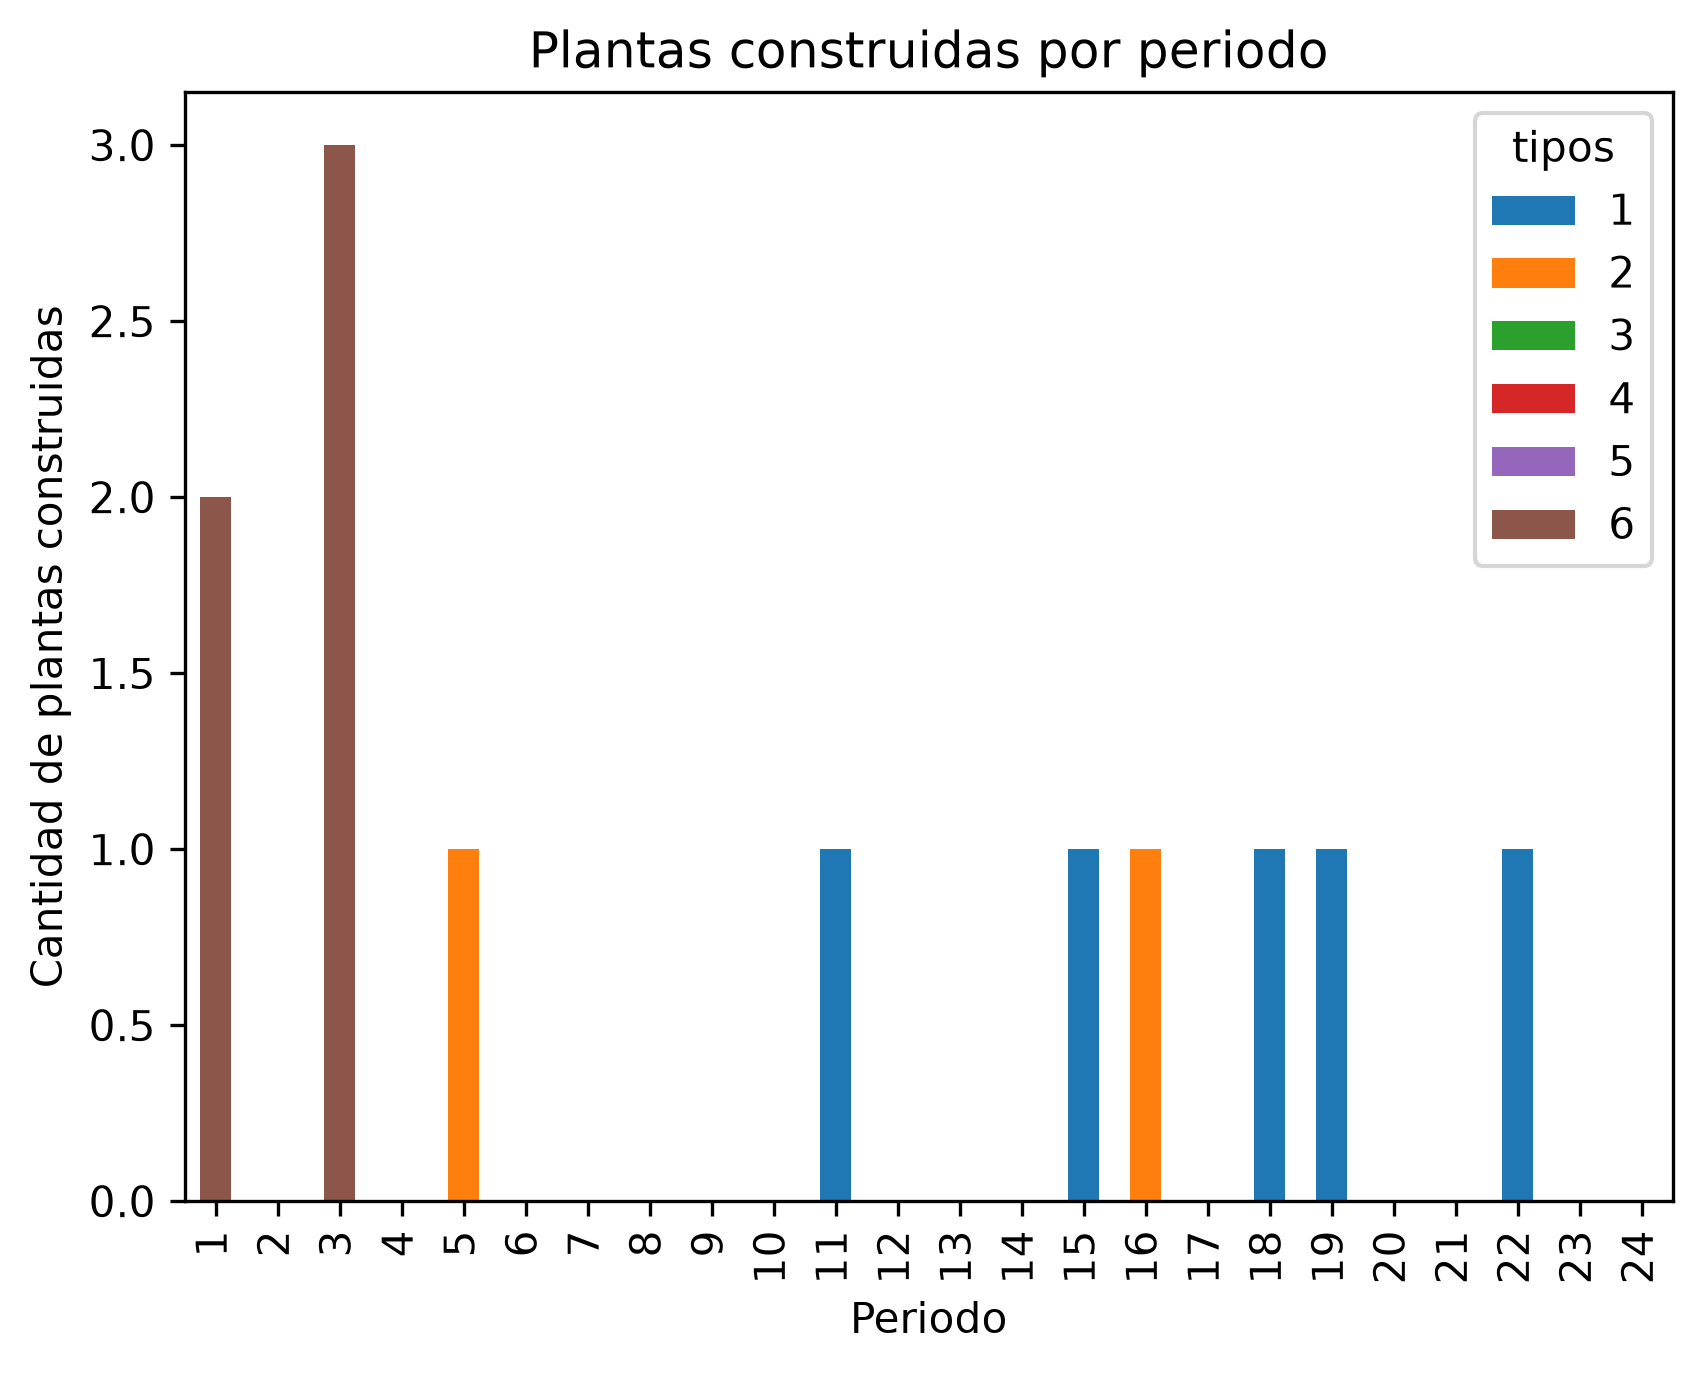 Plantas construidas por periodo
tipos
1
2
3
4
5
6
Cantidad de plantas construidas
3.0
2.5
2.0
1.5
1.0
0.5
0.0
1 2 3 4 5 6 7 8 9 10 11 12 13 14 15 16 17 18 19 20 21 22 23 24
Periodo